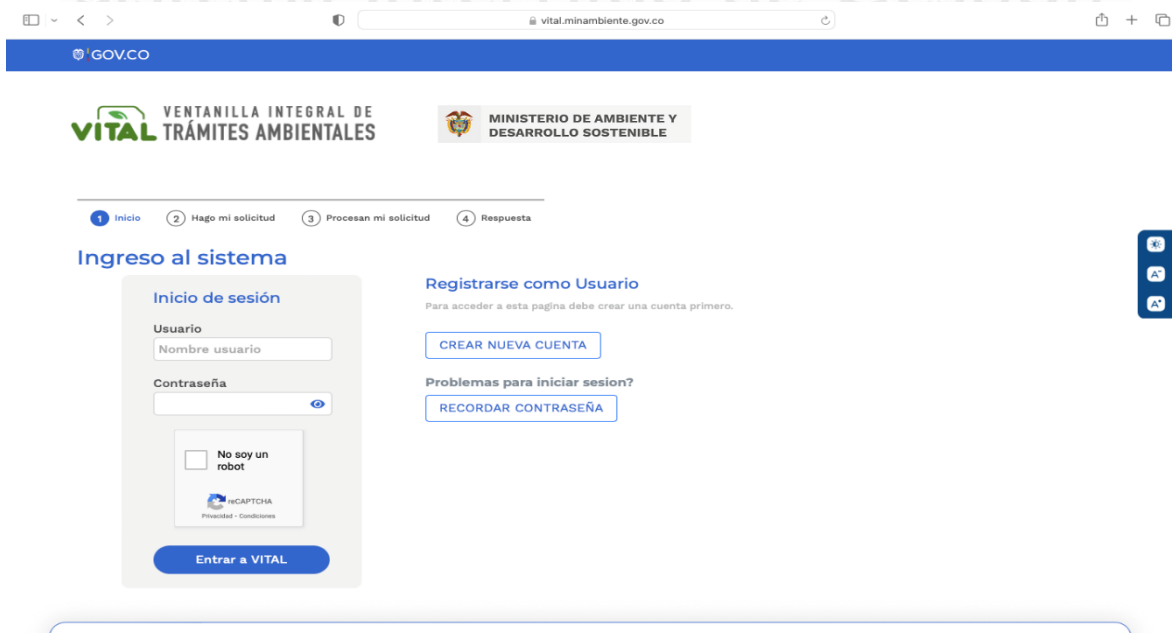 vital.minambiente.gov.co
GOV.CO
VITAL
VENTANILLA INTEGRAL DE
TRÁMITES AMBIENTALES
MINISTERIO DE AMBIENTE Y
DESARROLLO SOSTENIBLE
1 Inicio 2 Hago mi solicitud 3 Procesan mi solicitud 4 Respuesta
Ingreso al sistema
Inicio de sesión
Usuario
Nombre usuario
Contraseña
No soy un
robot
reCAPTCHA
Privacidad - Condiciones
Entrar a VITAL
Registrarse como Usuario
Para acceder a esta pagina debe crear una cuenta primero.
CREAR NUEVA CUENTA
Problemas para iniciar sesion?
RECORDAR CONTRASEÑA
A-
A+